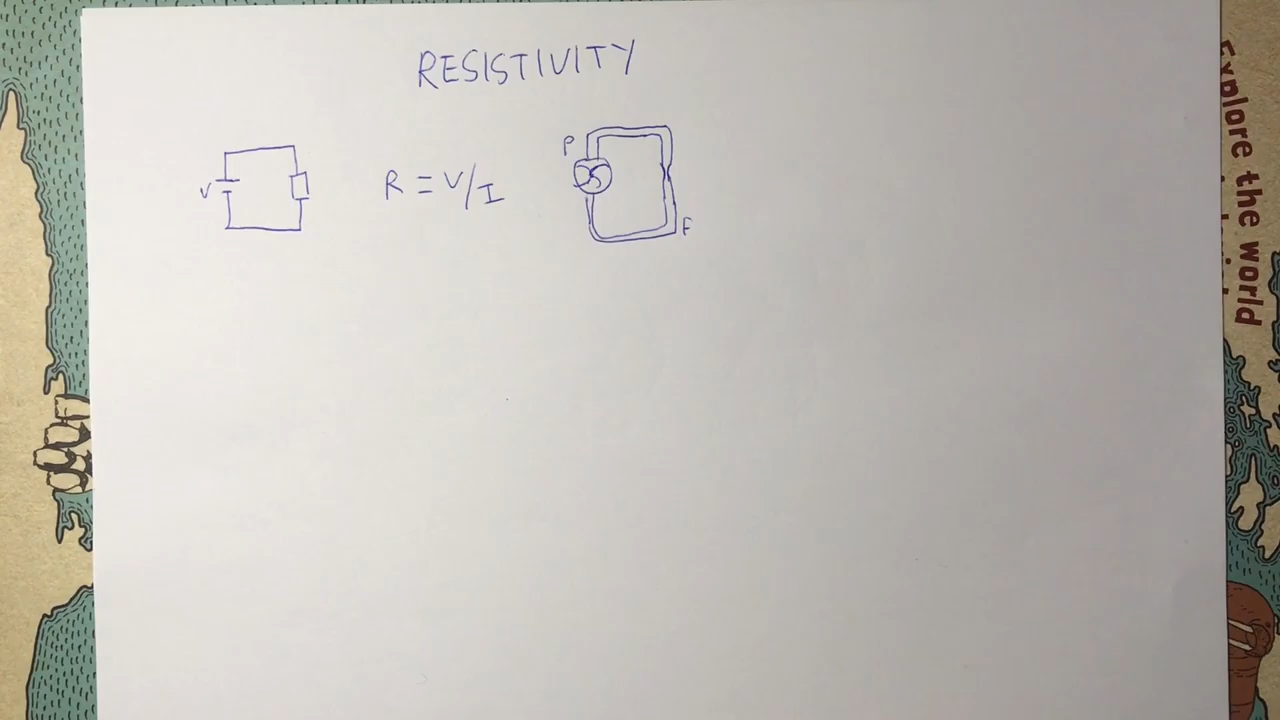 RESISTIVITY
V
R = V/I
P
F
Explore the world